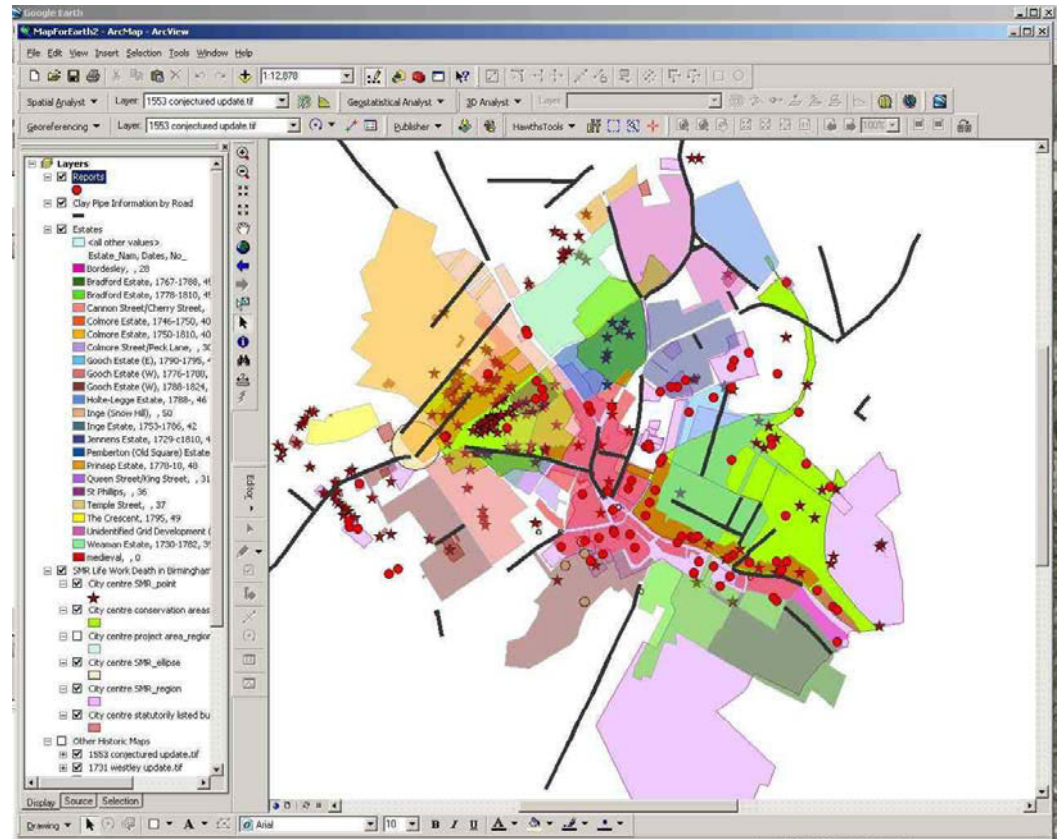 Google Earth
MapForEarth2 - ArcMap - ArcView
File Edit View Insert Selection Tools Window Help
1:12,878
Spatial Analyst Layer: 1553 conjectured update.tif Geostatistical Analyst 3D Analyst Layer:
Georeferencing Layer: 1553 conjectured update.tif Publisher HawthsTools 100%
Layers
Reports
Clay Pipe Information by Road
Estates
<all other values>
Estate_Nam, Dates, No_
Bordesley, , 28
Bradford Estate, 1767-1788, 49
Bradford Estate, 1778-1810, 49
Cannon Street/Cherry Street,
Colmore Estate, 1746-1750, 40
Colmore Estate, 1750-1810, 40
Colmore Street/Peck Lane, , 30
Gooch Estate (E), 1790-1795, 4
Gooch Estate (W), 1776-1788,
Gooch Estate (W), 1788-1824,
Holte-Legge Estate, 1788-, 46
Inge (Snow Hill), , 50
Inge Estate, 1753-1786, 42
Jennens Estate, 1729-c1810, 4
Pemberton (Old Square) Estate
Prinsep Estate, 1778-18, 48
Queen Street/King Street, , 31
St Phillips, , 36
Temple Street, , 37
The Crescent, 1795, 49
Unidentified Grid Development (
Weaman Estate, 1730-1782, 39
medieval, , 0
SMR Life Work Death in Birmingham
City centre SMR_point
City centre conservation areas
City centre project area_region
City centre SMR_ellipse
City centre SMR_region
City centre statutorily listed bu
Other Historic Maps
1553 conjectured update.tif
1731 westley update.tif
Display Source Selection
Editor
Drawing A Arial 10 B I U A